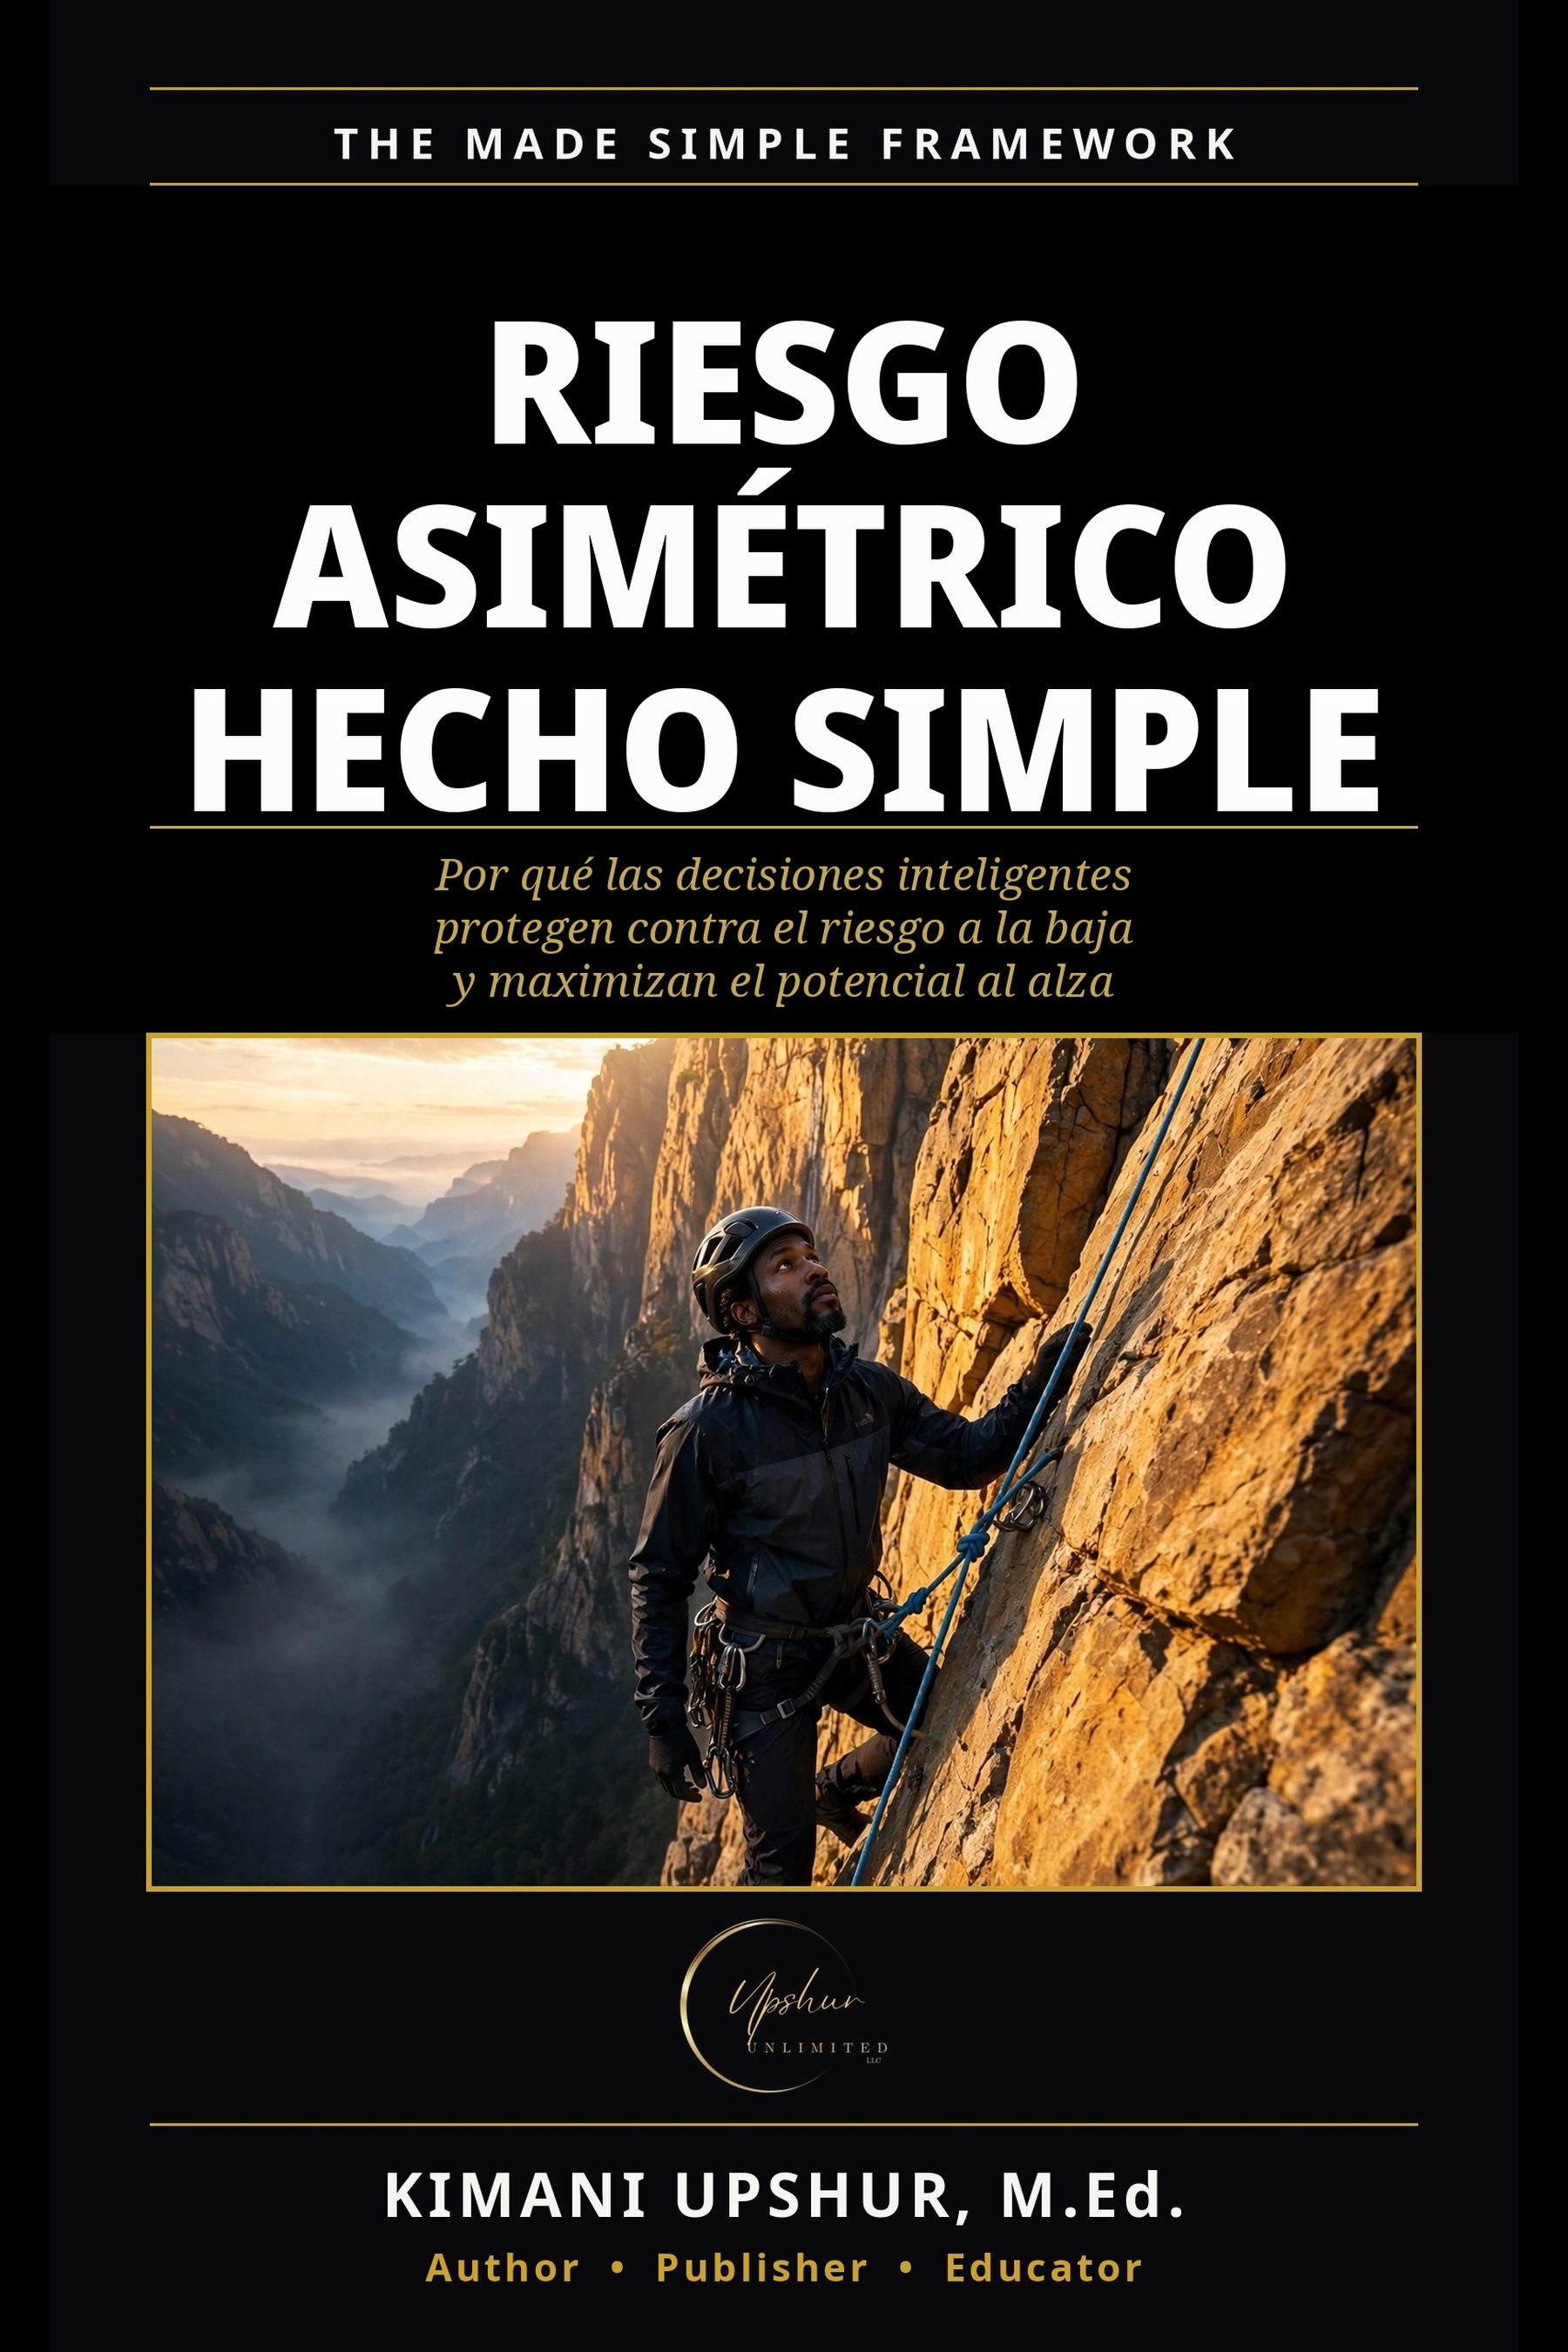 THE MADE SIMPLE FRAMEWORK
RIESGO
ASIMÉTRICO
HECHO SIMPLE
Por qué las decisiones inteligentes
protegen contra el riesgo a la baja
y maximizan el potencial al alza
Upshur
UNLIMITED
LLC
KIMANI UPSHUR, M.Ed.
Author • Publisher • Educator